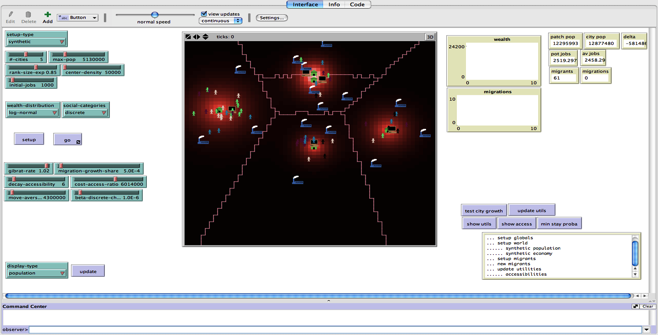 Interface Info Code
Edit Delete Add
Button
normal speed
view updates
continuous
Settings...
setup-type
synthetic
#-cities 5
max-pop 5130000
rank-size-exp 0.85
center-density 50000
initial-jobs 1000
wealth-distribution
log-normal
social-categories
discrete
setup
go
gibrat-rate 1.02
migration-growth-share 3.0E-4
decay-accessibility 6
cost-access-ratio 6014000
move-avers... 4300000
beta-discrete-ch... 1.0E-6
display-type
population
update
ticks: 0
3D
wealth
24200
0
0
10
migrations
10
0
0
10
patch pop
12295993
city pop
12877480
delta
pot jobs
2519.297
av.jobs
2458.29
migrants
61
migrations
0
test city growth
update utils
show utils
show access
min stay proba
... setup globals
... setup world
...... synthetic population
...... synthetic economy
... setup migrants
... new migrants
... update utilities
...... accessibilities
Command Center
Clear
observer>